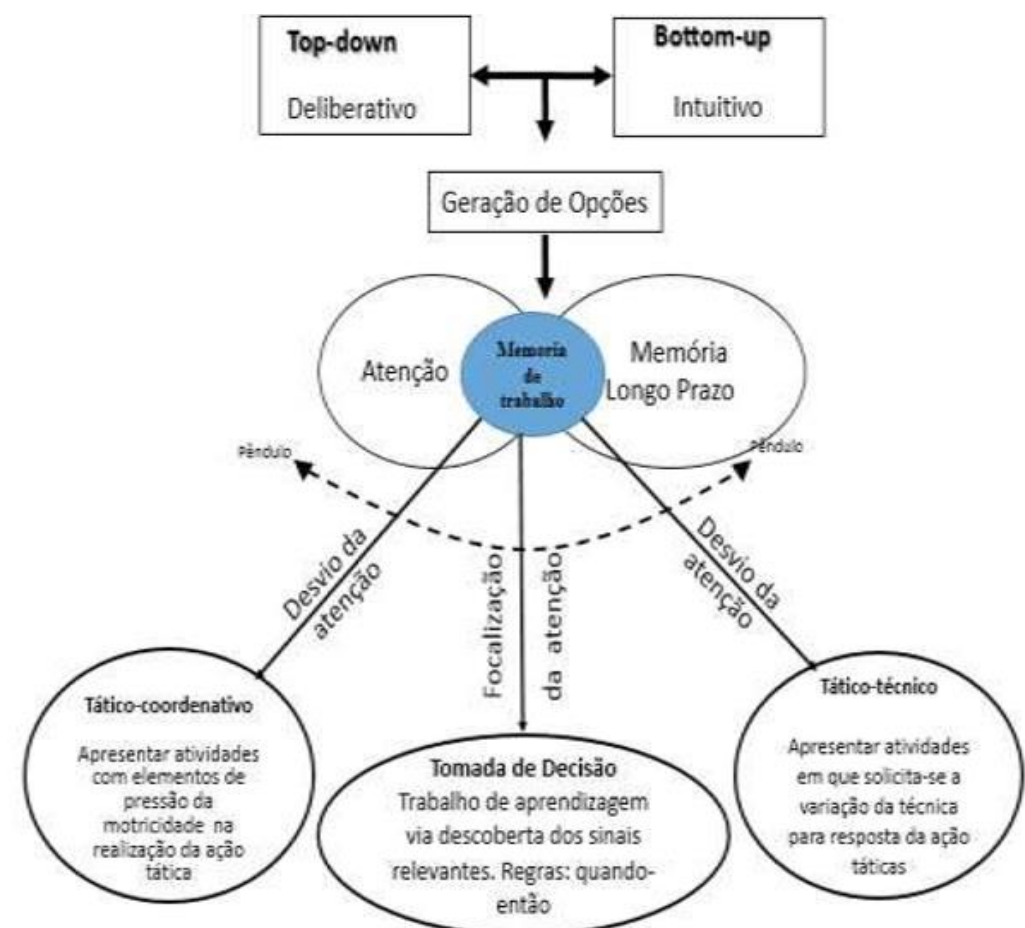 Top-down
Deliberativo
Bottom-up
Intuitivo
Geração de Opções
Atenção
Memoria
de
trabalho
Memória
Longo Prazo
Pêndulo
Pêndulo
Desvio da
atenção
Focalização
da atenção
Desvio da
atenção
Tático-coordenativo
Apresentar atividades
com elementos de
pressão da
motricidade na
realização da ação
tática
Tomada de Decisão
Trabalho de aprendizagem
via descoberta dos sinais
relevantes. Regras: quando-
então
Tático-técnico
Apresentar atividades
em que solicita-se a
variação da técnica
para resposta da ação
táticas